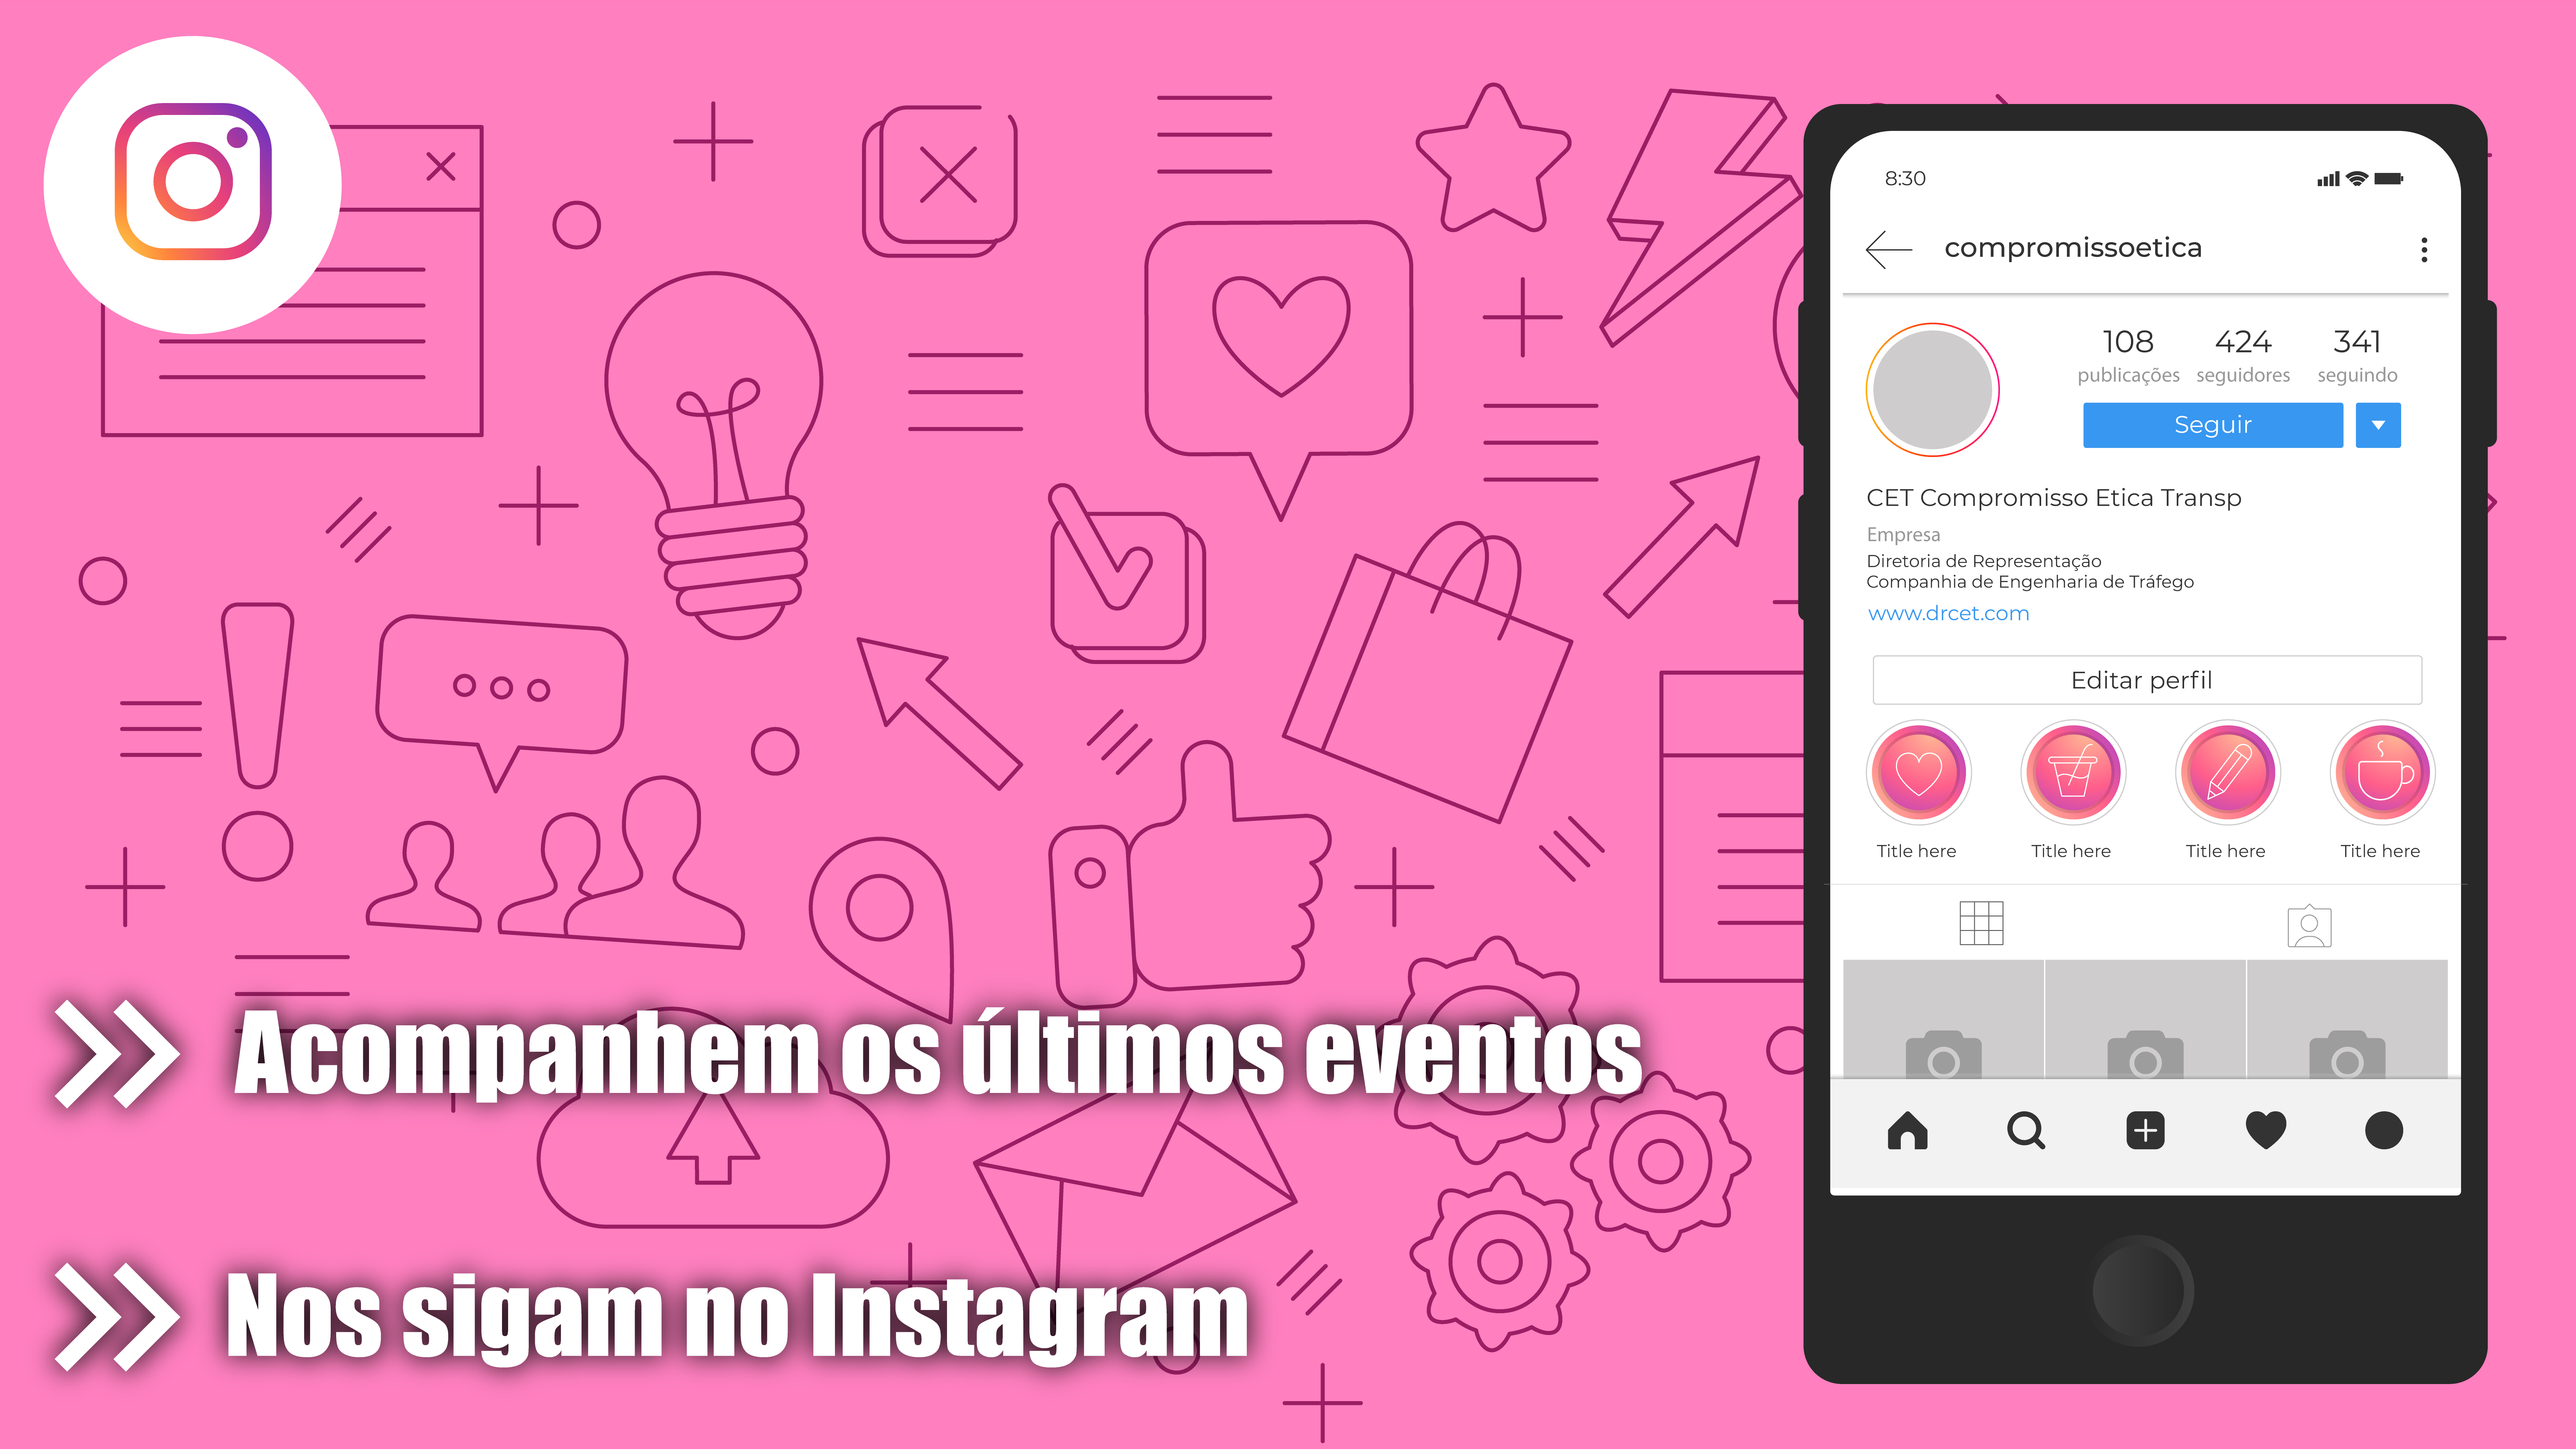 8:30
compromissoetica
108 424 341
publicações seguidores seguindo
Seguir
CET Compromisso Etica Transp
Empresa
Diretoria de Representação
Companhia de Engenharia de Tráfego
www.drcet.com
Editar perfil
Title here Title here Title here Title here
Acompanhem os últimos eventos
Nos sigam no Instagram